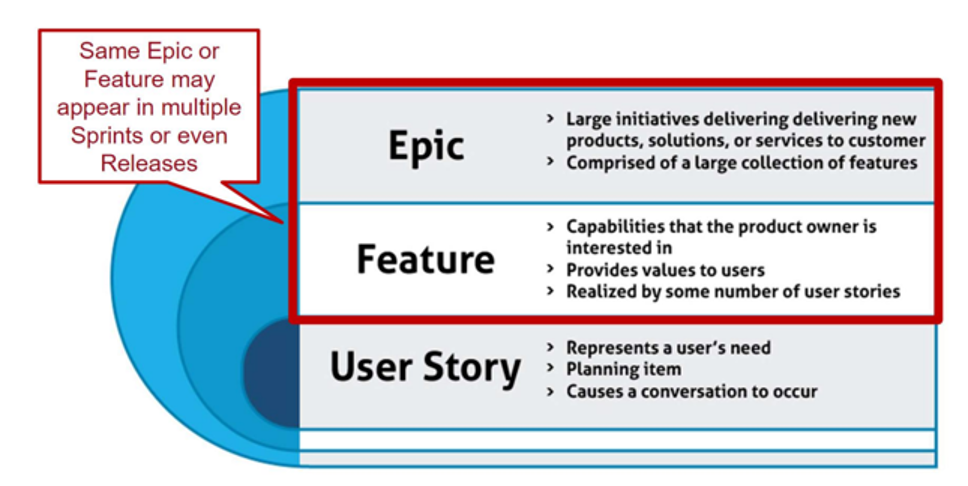 Same Epic or
Feature may
appear in multiple
Sprints or even
Releases
Epic
> Large initiatives delivering delivering new
products, solutions, or services to customer
> Comprised of a large collection of features
Feature
> Capabilities that the product owner is
interested in
> Provides values to users
> Realized by some number of user stories
User Story
> Represents a user's need
> Planning item
> Causes a conversation to occur